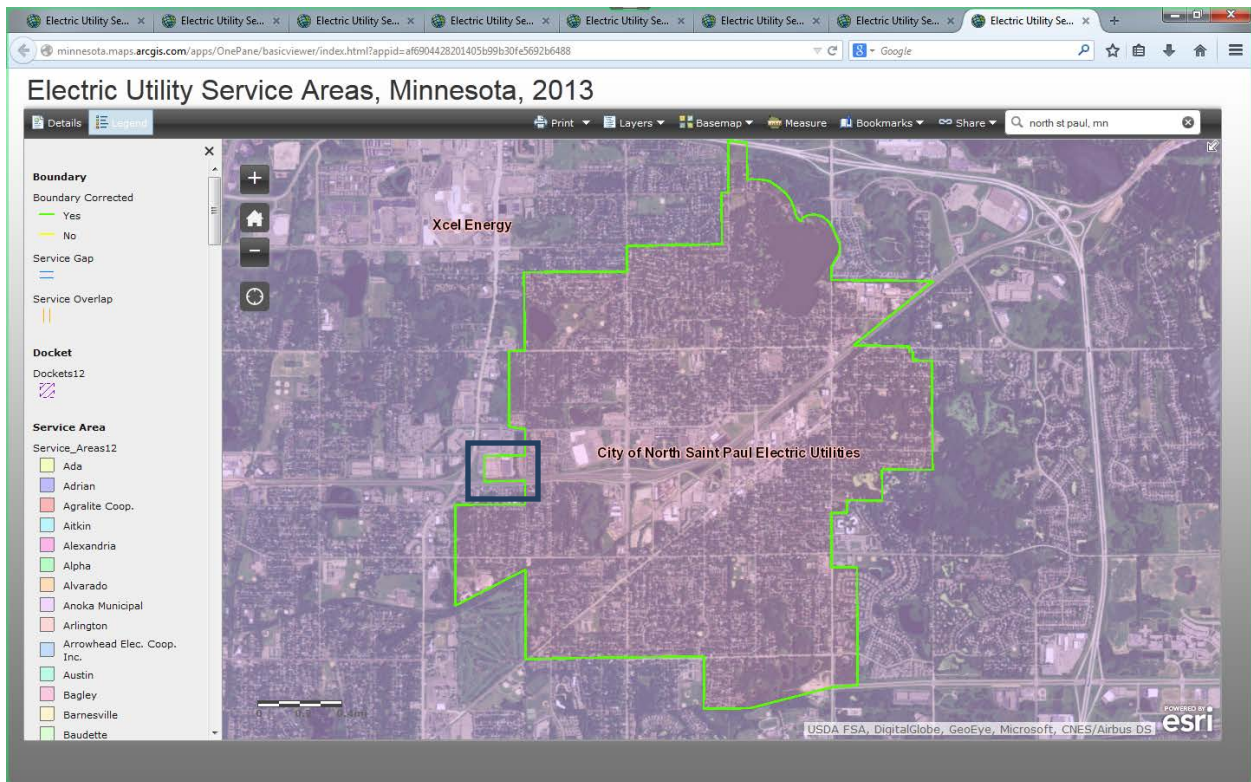 Electric Utility Se... × Electric Utility Se... × Electric Utility Se... × Electric Utility Se... × Electric Utility Se... × Electric Utility Se... × Electric Utility Se... × Electric Utility Se... × +
minnesota.maps.arcgis.com/apps/OnePane/basicviewer/index.html?appid=af6904428201405b99b30fe5692b6488 Google
Electric Utility Service Areas, Minnesota, 2013
Details Legend Print Layers Basemap Measure Bookmarks Share north st paul, mn
Boundary
Boundary Corrected
Yes
No
Service Gap
Service Overlap
Docket
Dockets12
Service Area
Service_Areas12
Ada
Adrian
Agralite Coop.
Aitkin
Alexandria
Alpha
Alvarado
Anoka Municipal
Arlington
Arrowhead Elec. Coop.
Inc.
Austin
Bagley
Barnesville
Baudette
Xcel Energy
City of North Saint Paul Electric Utilities
USDA FSA, DigitalGlobe, GeoEye, Microsoft, CNES/Airbus DS
POWERED BY
esri